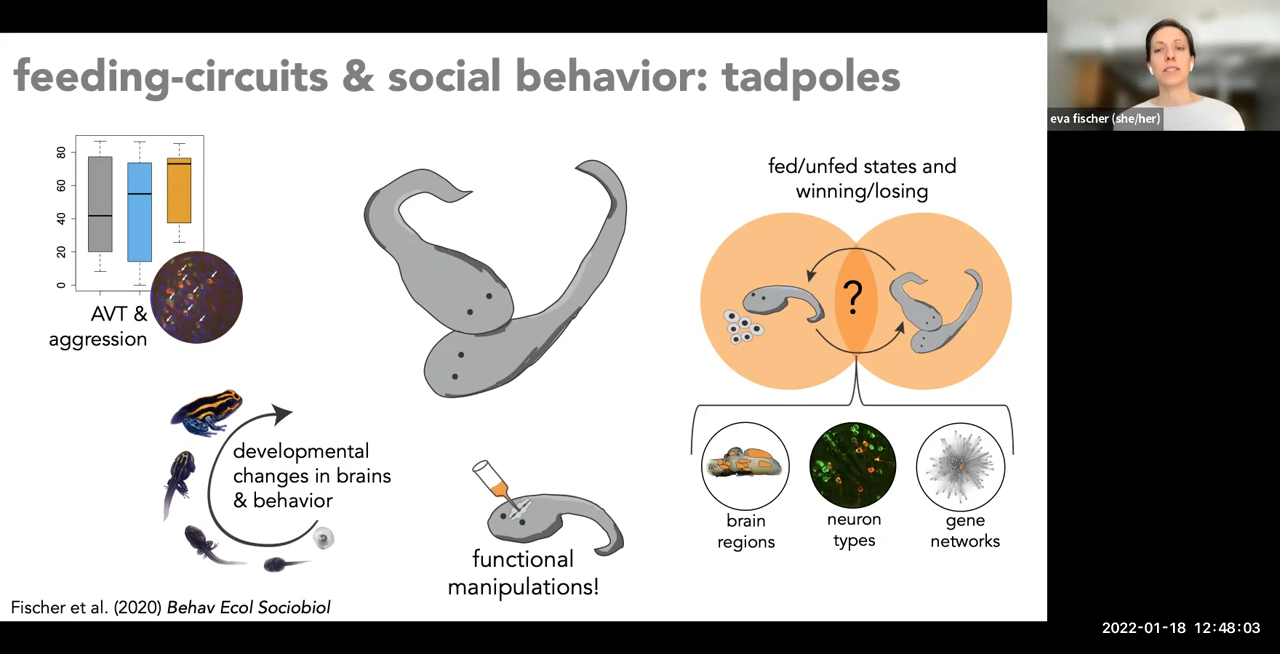 feeding-circuits & social behavior: tadpoles
eva fischer (she/her)
80
60
40
20
0
AVT &
aggression
fed/unfed states and
winning/losing
?
developmental
changes in brains
& behavior
functional
manipulations!
brain
regions
neuron
types
gene
networks
Fischer et al. (2020) Behav Ecol Sociobiol
2022-01-18 12:48:03